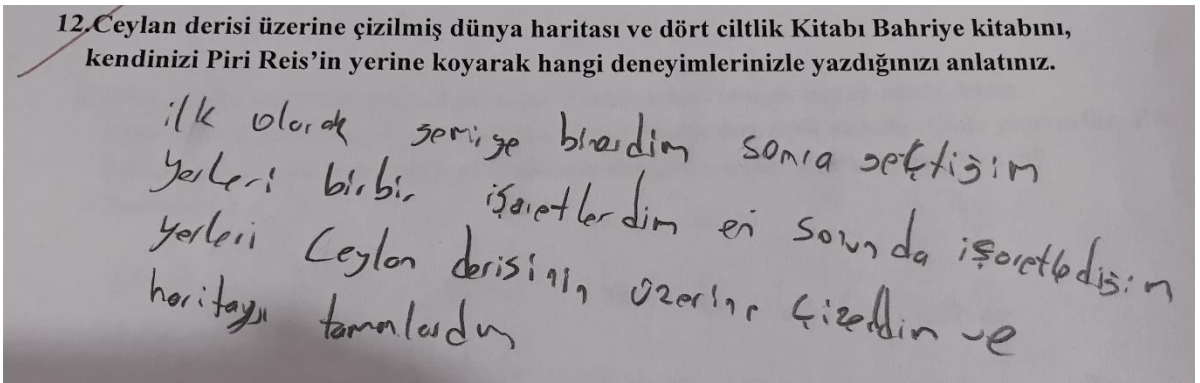 12.Ceylan derisi üzerine çizilmiş dünya haritası ve dört ciltlik Kitabı Bahriye kitabını,
kendinizi Piri Reis’in yerine koyarak hangi deneyimlerinizle yazdığınızı anlatınız.
ilk olarak gemiye binerdim sonra geçtiğim
yerleri birbir işaretlerdim en sonunda işaretlediğim
yerleri Ceylan derisinin üzerine çizerdim ve
haritayı tamamlardım